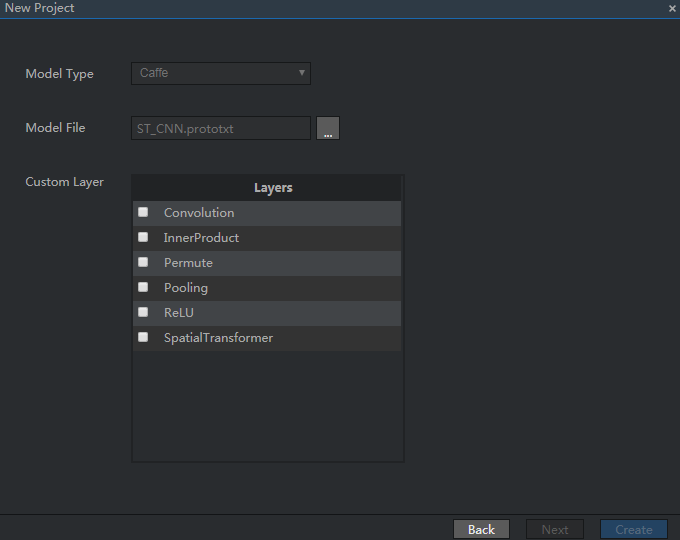 New Project ×
Model Type Caffe
Model File ST_CNN.prototxt ...
Custom Layer
Layers
Convolution
InnerProduct
Permute
Pooling
ReLU
SpatialTransformer
Back Next Create